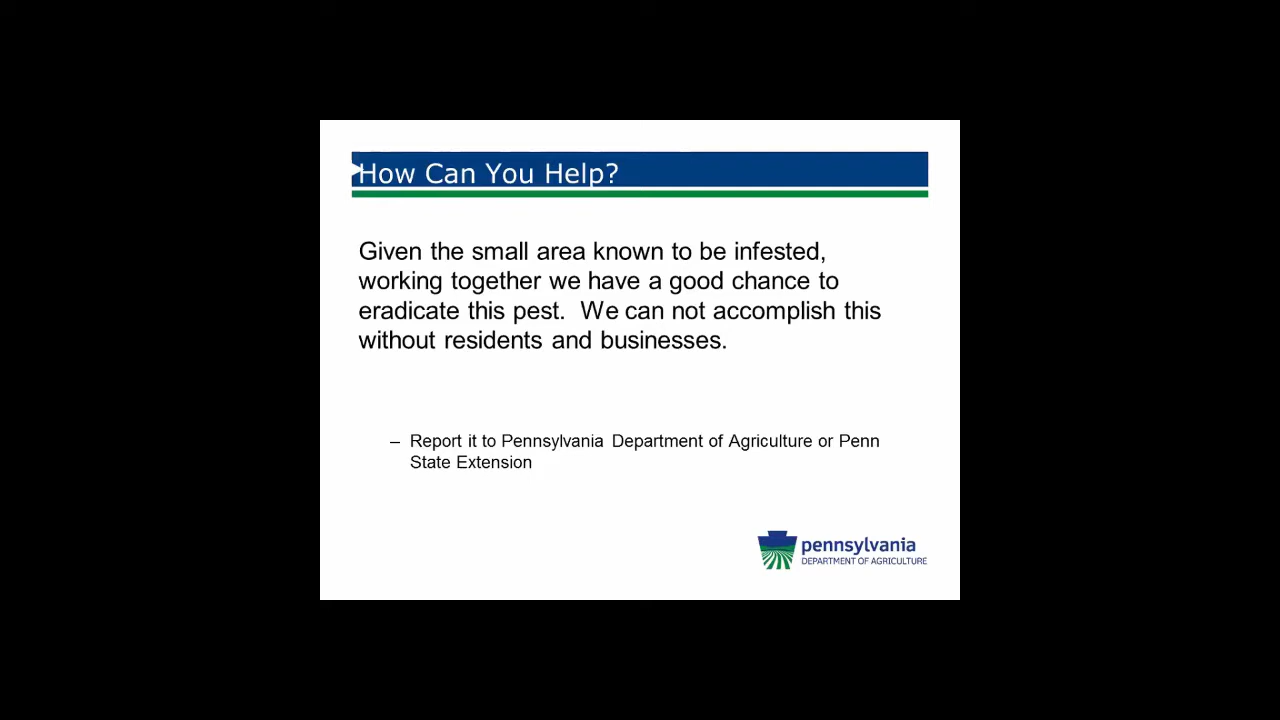 How Can You Help?
Given the small area known to be infested,
working together we have a good chance to
eradicate this pest.  We can not accomplish this
without residents and businesses.
– Report it to Pennsylvania Department of Agriculture or Penn
State Extension
pennsylvania
DEPARTMENT OF AGRICULTURE